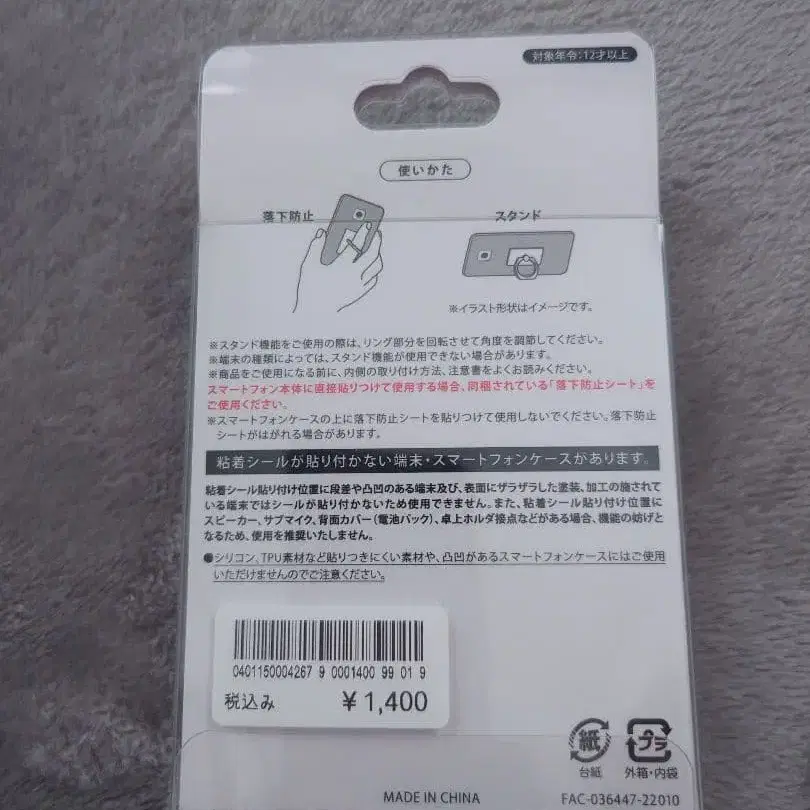 対象年令:12才以上
使いかた
落下防止
スタンド
※イラスト形状はイメージです。
※スタンド機能をご使用の際は、リング部分を回転させて角度を調節してください。
※端末の種類によっては、スタンド機能が使用できない場合があります。
※商品をご使用になる前に、内側の取り付け方法、注意書をよくお読みください。
スマートフォン本体に直接貼りつけて使用する場合、同梱されている「落下防止シート」を
ご使用ください。
※スマートフォンケースの上に落下防止シートを貼りつけて使用しないでください。落下防止
シートがはがれる場合があります。
粘着シールが貼り付かない端末・スマートフォンケースがあります。
粘着シール貼り付け位置に段差や凸凹のある端末及び、表面にザラザラした塗装、加工の施されて
いる端末ではシールが貼り付かないため使用できません。また、粘着シール貼り付け位置に
スピーカー、サブマイク、背面カバー(電池パック)、卓上ホルダ接点などがある場合、機能の妨げと
なるため、使用を推奨いたしません。
●シリコン、TPU素材など貼りつきにくい素材や、凸凹があるスマートフォンケースにはご使用
いただけませんのでご注意ください。
0401150004267 9 0001400 99 01 9
税込み ¥1,400
紙 プラ
台紙 外箱・内袋
MADE IN CHINA FAC-036447-22010